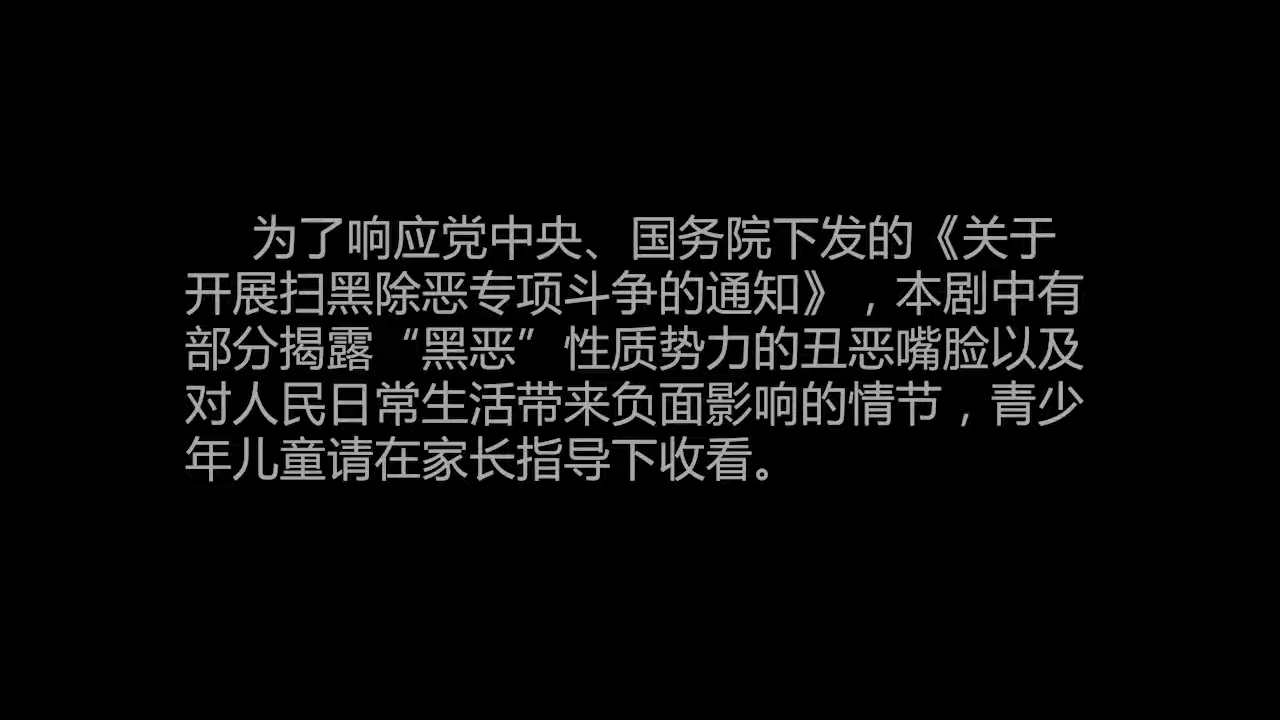 为了响应党中央、国务院下发的《关于
开展扫黑除恶专项斗争的通知》，本剧中有
部分揭露“黑恶”性质势力的丑恶嘴脸以及
对人民日常生活带来负面影响的情节，青少
年儿童请在家长指导下收看。